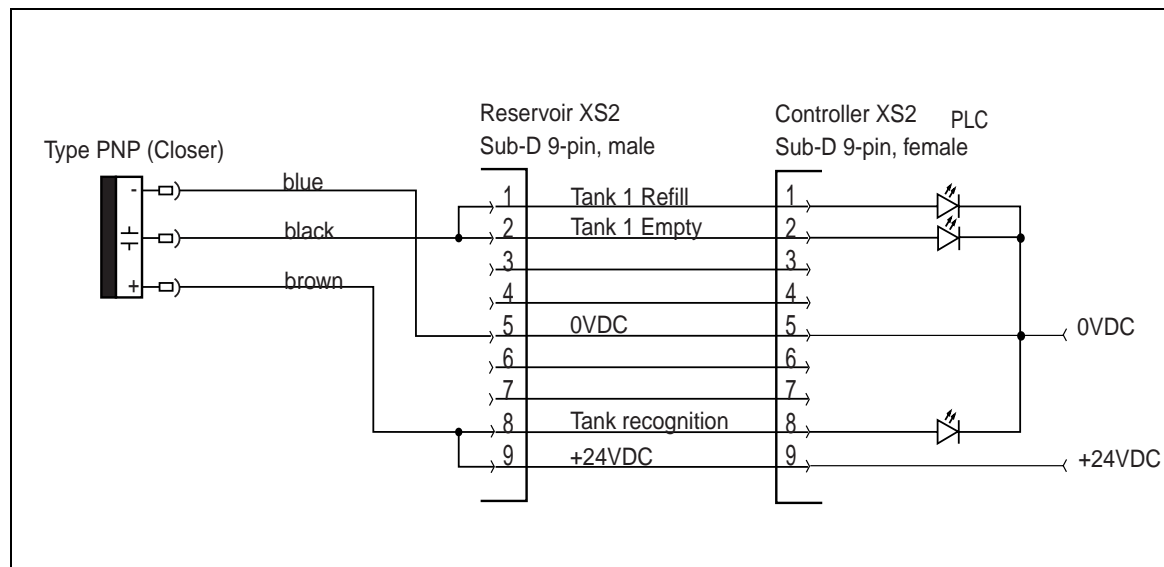 Reservoir XS2
Sub-D 9-pin, male
Controller XS2
Sub-D 9-pin, female
PLC
Type PNP (Closer)
-
blue
black
+
brown
1 Tank 1 Refill 1
2 Tank 1 Empty 2
3 3
4 4
5 0VDC 5 0VDC
6 6
7 7
8 Tank recognition 8
9 +24VDC 9 +24VDC